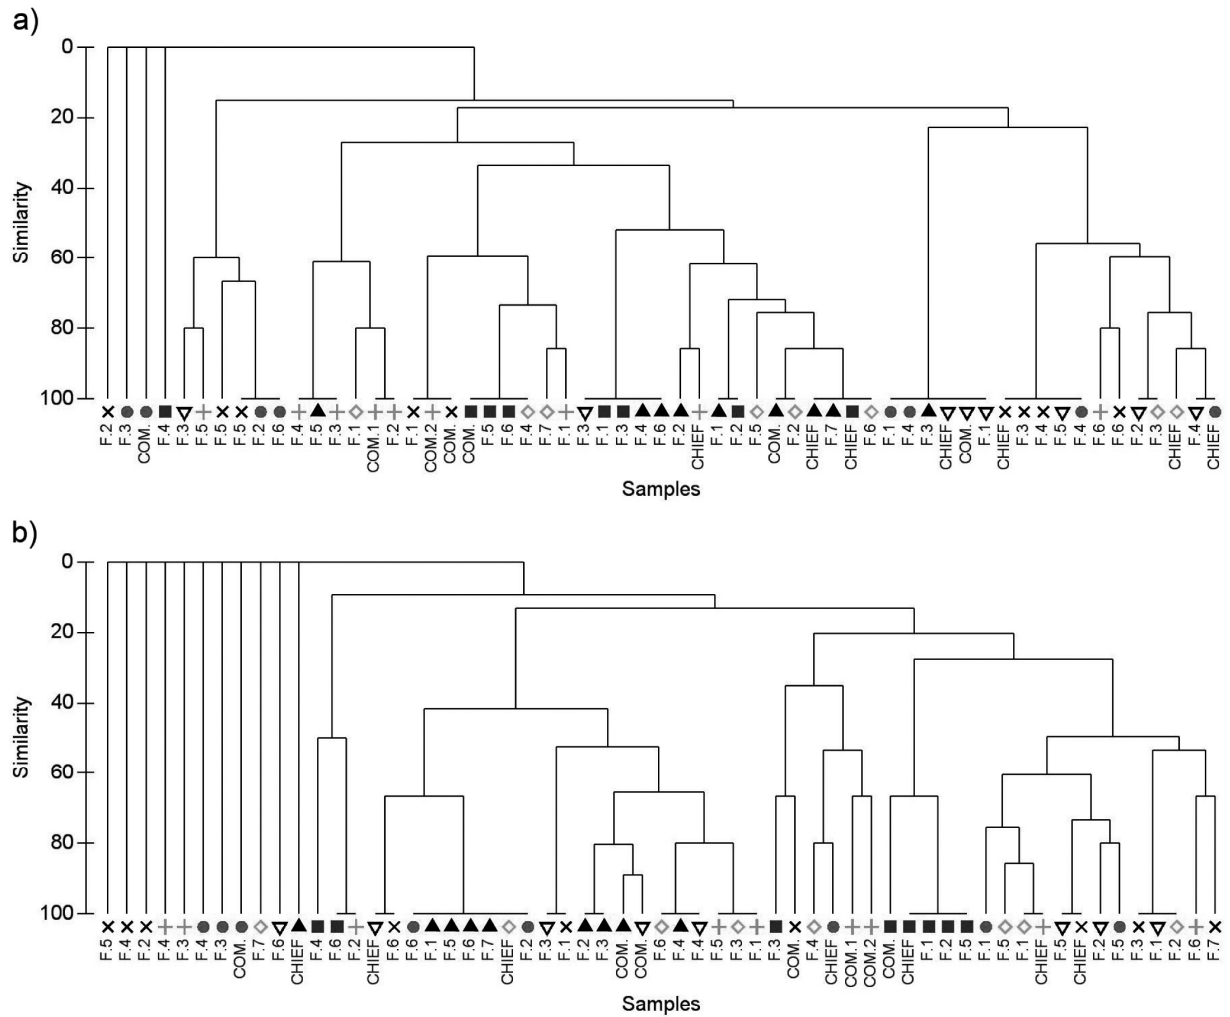 a)
0
20
40
60
80
100
Similarity
F.2 F.3 COM. F.4 F.3 F.5 F.5 F.5 F.2 F.6 F.4 F.5 F.3 F.1 COM.1 F.2 F.1 COM.2 COM. COM. F.5 F.6 F.4 F.7 F.1 F.3 F.1 F.3 F.4 F.6 F.2 CHIEF F.1 F.2 F.5 COM. F.2 CHIEF F.7 CHIEF F.6 F.1 F.4 F.3 CHIEF COM. F.1 CHIEF F.3 F.4 F.5 F.4 F.6 F.6 F.2 F.3 CHIEF F.4 CHIEF
Samples
b)
0
20
40
60
80
100
Similarity
F.5 F.4 F.2 F.4 F.3 F.4 F.3 COM. F.7 F.6 CHIEF F.4 F.6 F.2 CHIEF F.6 F.6 F.1 F.5 F.6 F.7 CHIEF F.2 F.3 F.1 F.2 F.3 COM. COM. F.6 F.4 F.4 F.5 F.3 F.1 F.3 COM. F.4 CHIEF COM.1 COM.2 COM. CHIEF F.1 F.2 F.5 F.1 F.5 F.1 CHIEF F.5 CHIEF F.2 F.5 F.3 F.1 F.2 F.6 F.7
Samples